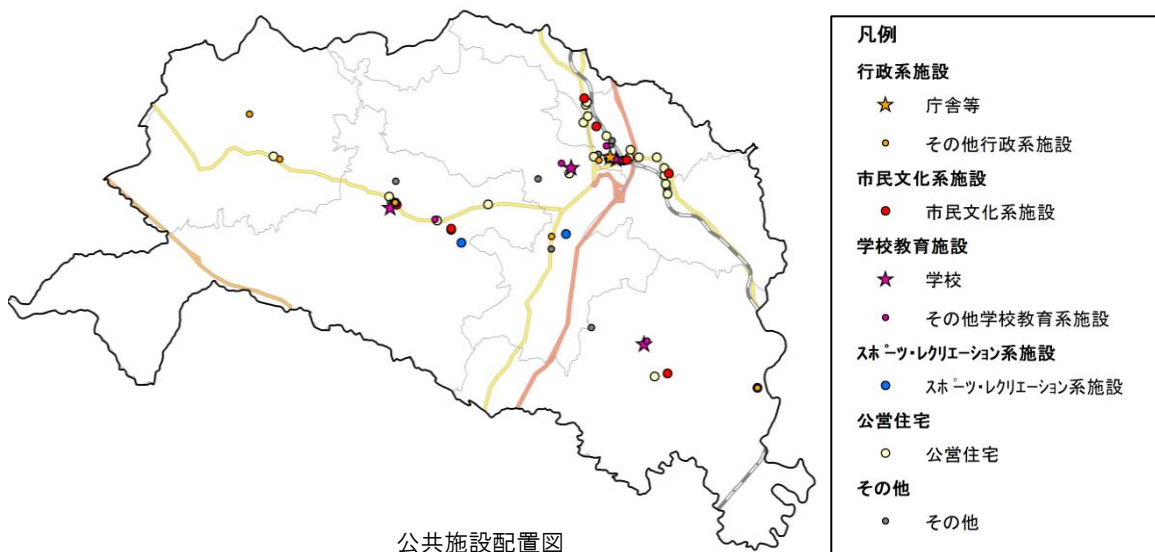 凡例
行政系施設
庁舎等
その他行政系施設
市民文化系施設
市民文化系施設
学校教育施設
学校
その他学校教育系施設
スポーツ・レクリエーション系施設
スポーツ・レクリエーション系施設
公営住宅
公営住宅
その他
その他
公共施設配置図